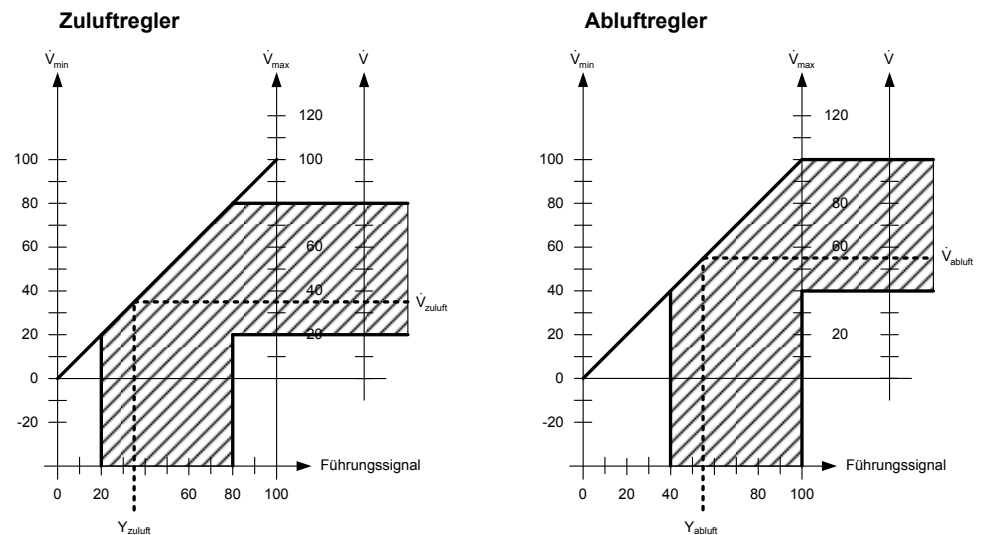 Zuluftregler
Abluftregler
V̇min
V̇max
V̇
V̇min
V̇max
V̇
120
120
100
100
100
80
80
80
60
60
60
V̇abluft
40
40
40
V̇zuluft
20
20
20
20
0
0
-20
-20
Führungssignal
Führungssignal
0 20 60 80 100
0 20 40 80 100
Yzuluft
Yabluft